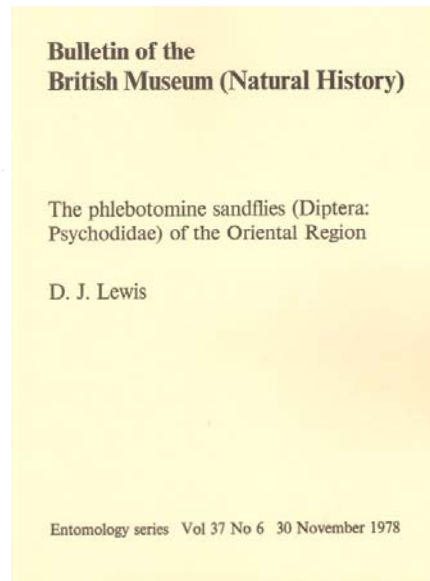 Bulletin of the
British Museum (Natural History)
The phlebotomine sandflies (Diptera:
Psychodidae) of the Oriental Region
D. J. Lewis
Entomology series Vol 37 No 6 30 November 1978